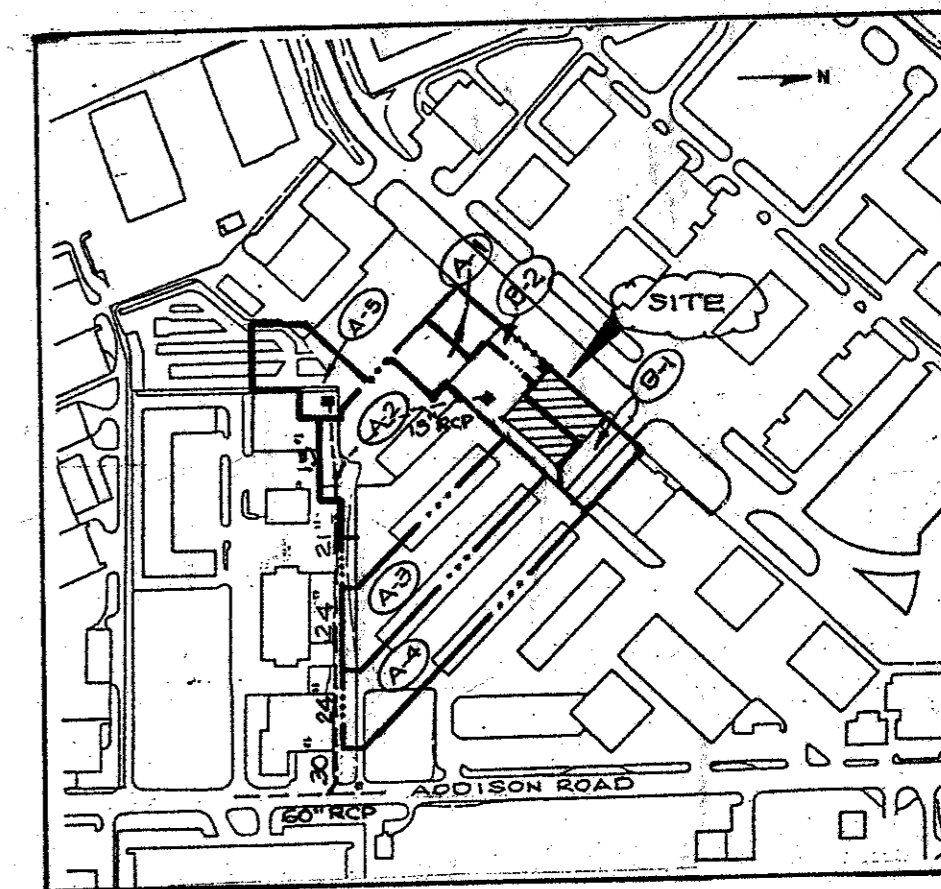 N
A-1
B-2
SITE
A-5
B-1
A-2
15" RCP
15"
21"
A-3
24"
A-4
24"
30"
ADDISON ROAD
60" RCP